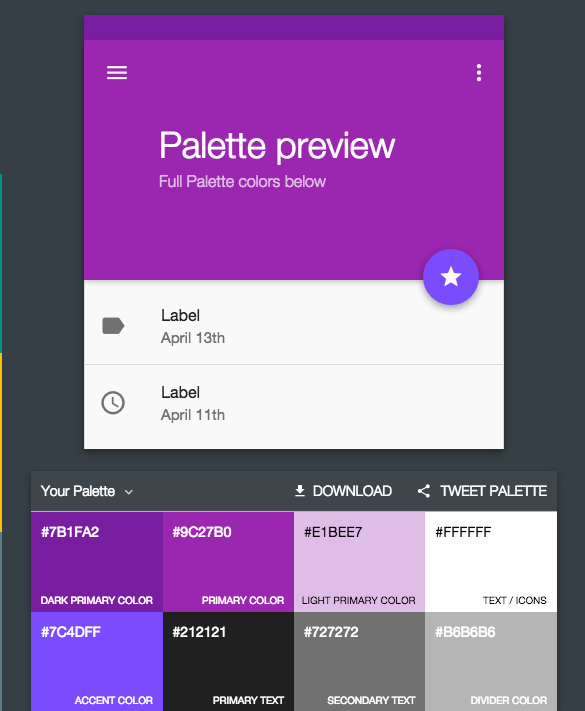 Palette preview
Full Palette colors below
Label
April 13th
Label
April 11th
Your Palette
DOWNLOAD
TWEET PALETTE
#7B1FA2
#9C27B0
#E1BEE7
#FFFFFF
DARK PRIMARY COLOR
PRIMARY COLOR
LIGHT PRIMARY COLOR
TEXT / ICONS
#7C4DFF
#212121
#727272
#B6B6B6
ACCENT COLOR
PRIMARY TEXT
SECONDARY TEXT
DIVIDER COLOR